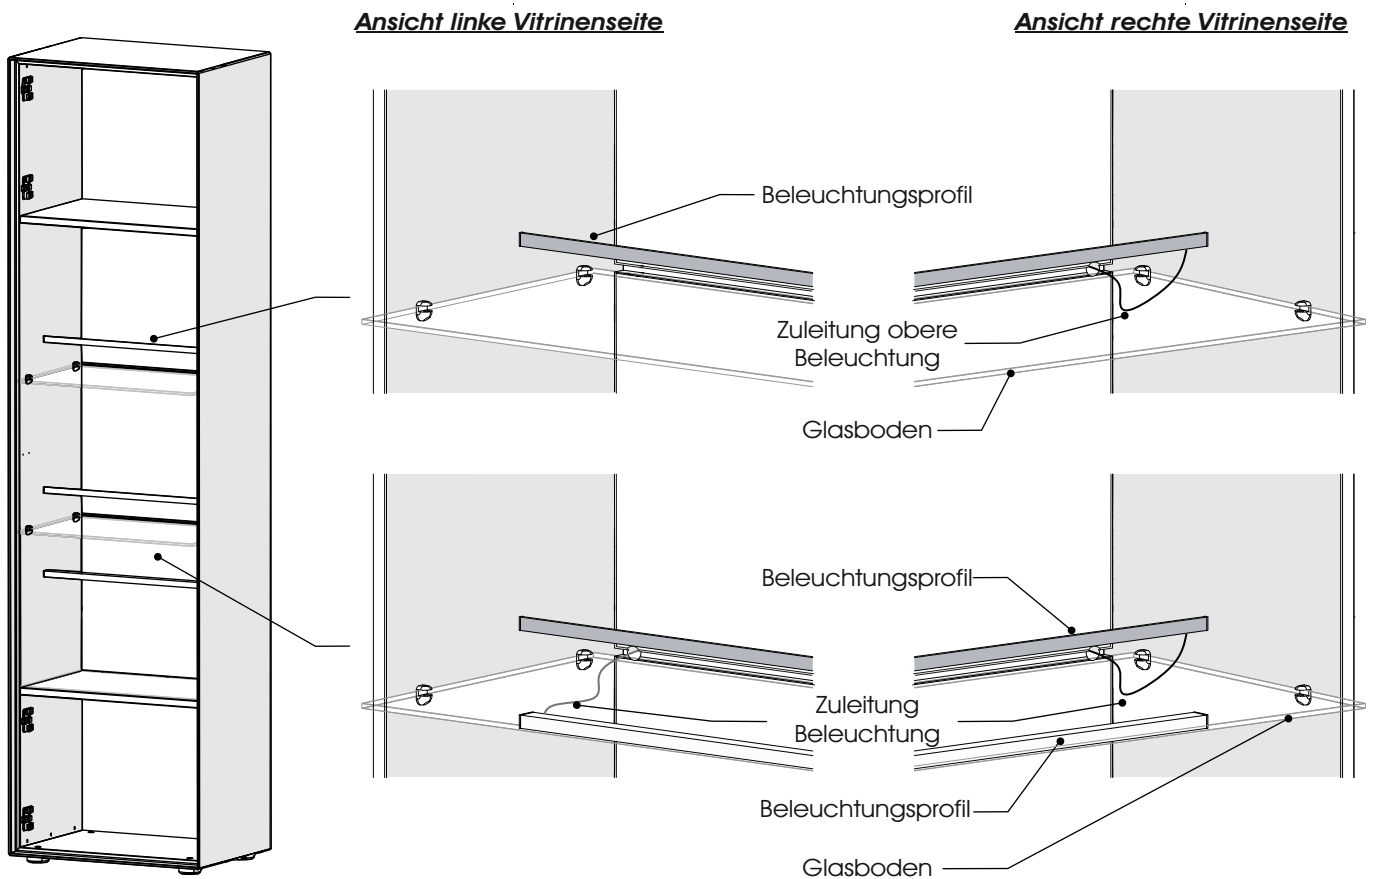 Ansicht linke Vitrinenseite
Ansicht rechte Vitrinenseite
Beleuchtungsprofil
Zuleitung obere
Beleuchtung
Glasboden
Beleuchtungsprofil
Zuleitung
Beleuchtung
Beleuchtungsprofil
Glasboden